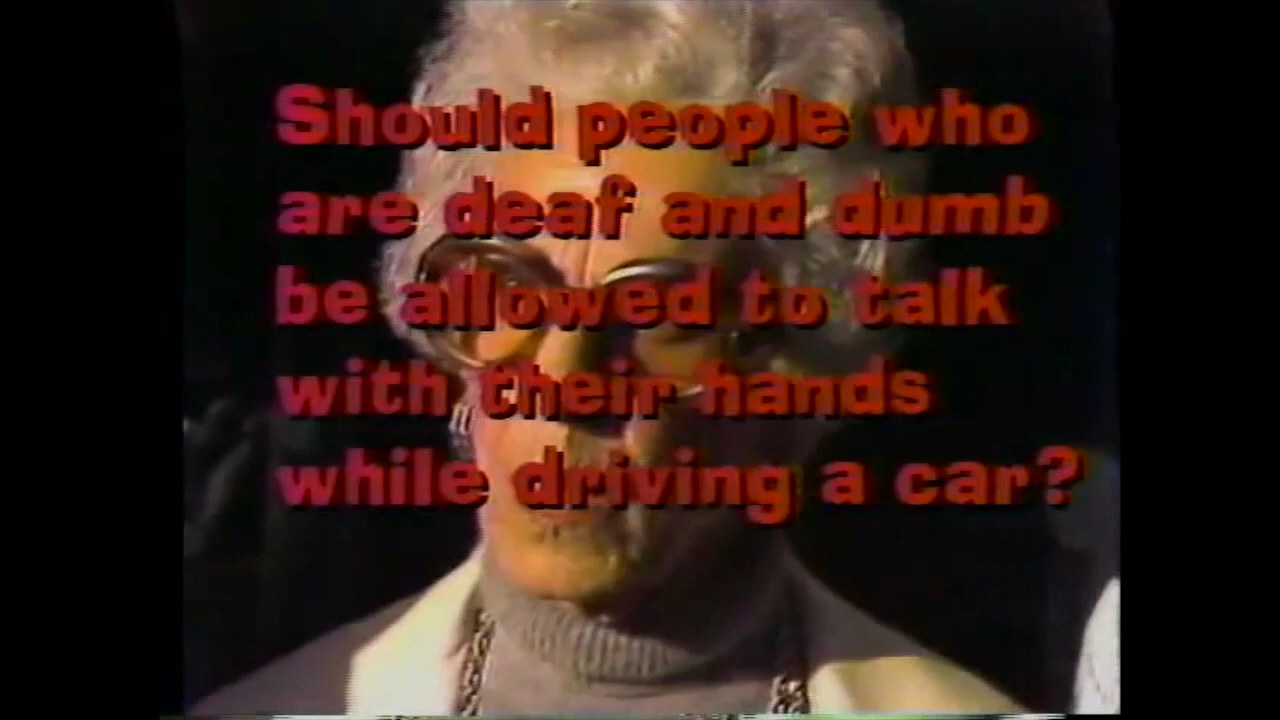 Should people who
are deaf and dumb
be allowed to talk
with their hands
while driving a car?